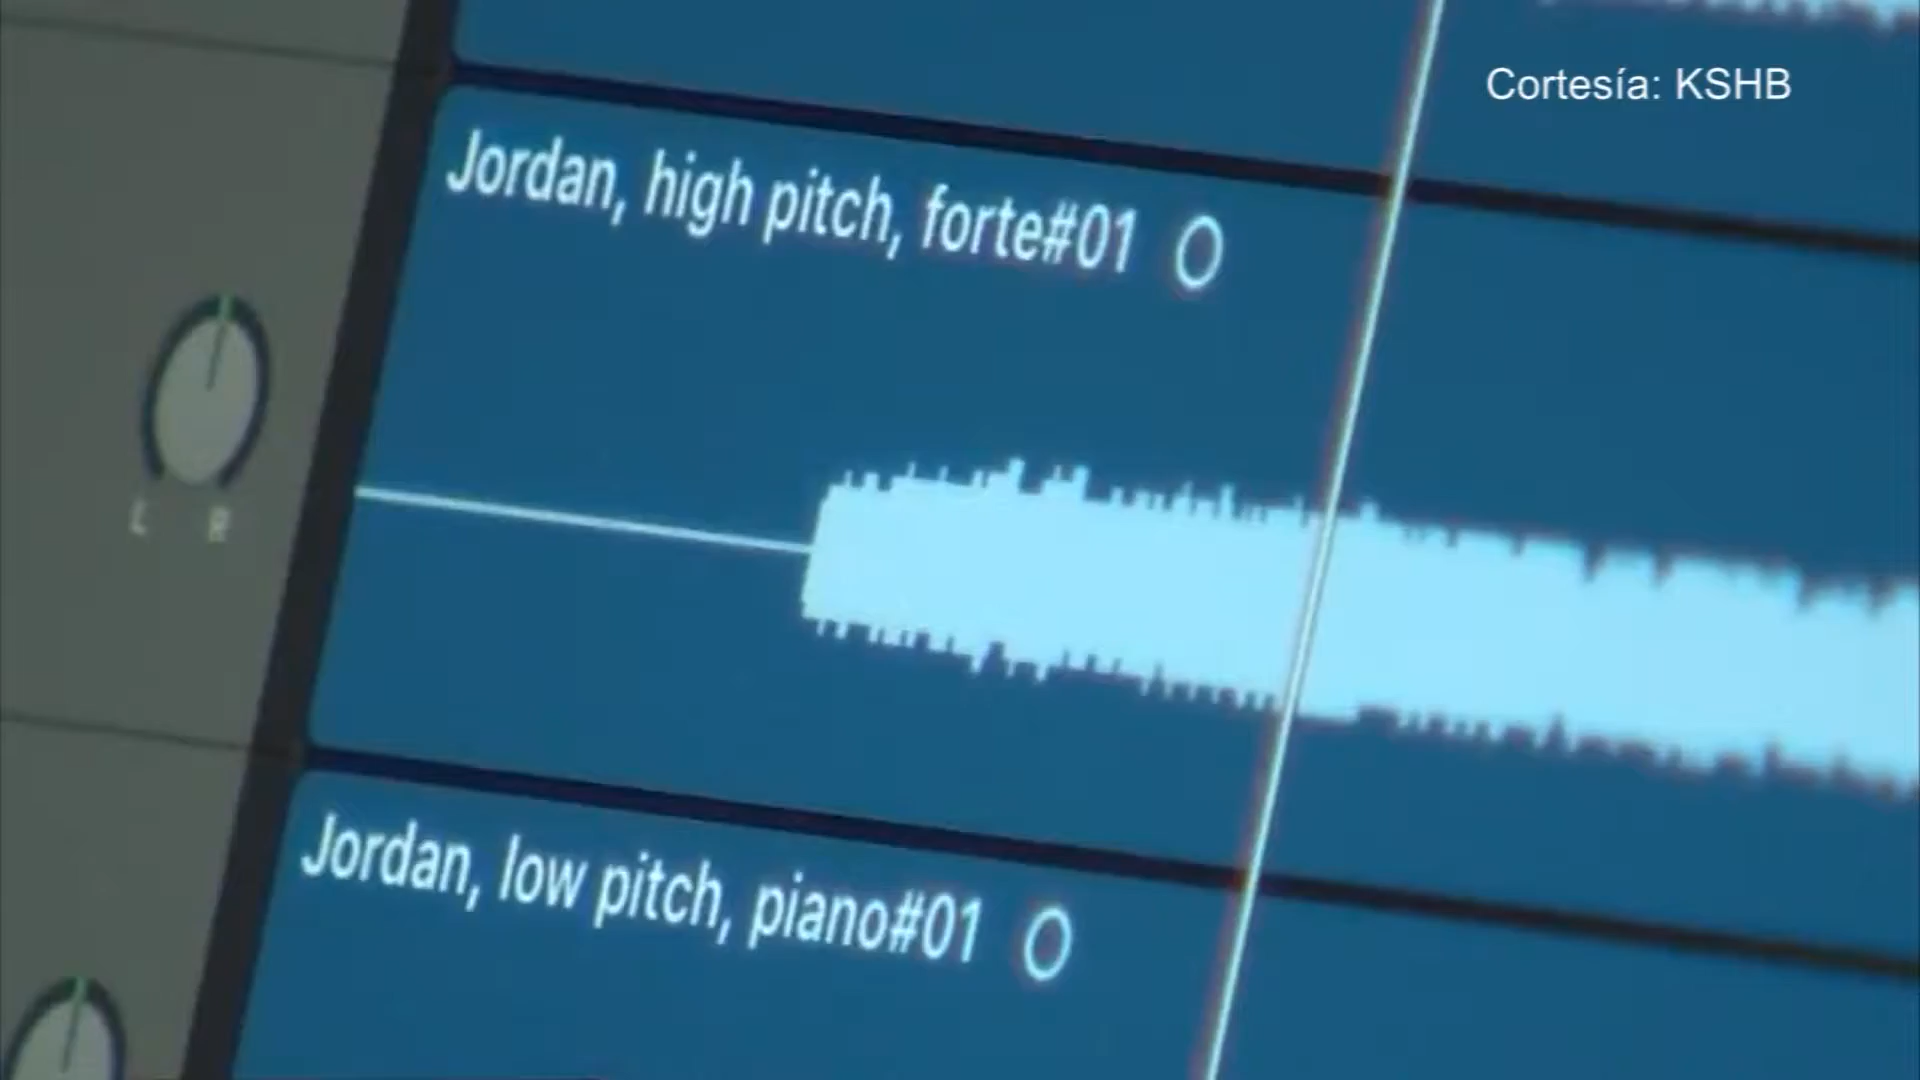 Cortesía: KSHB
Jordan, high pitch, forte#01
L R
Jordan, low pitch, piano#01